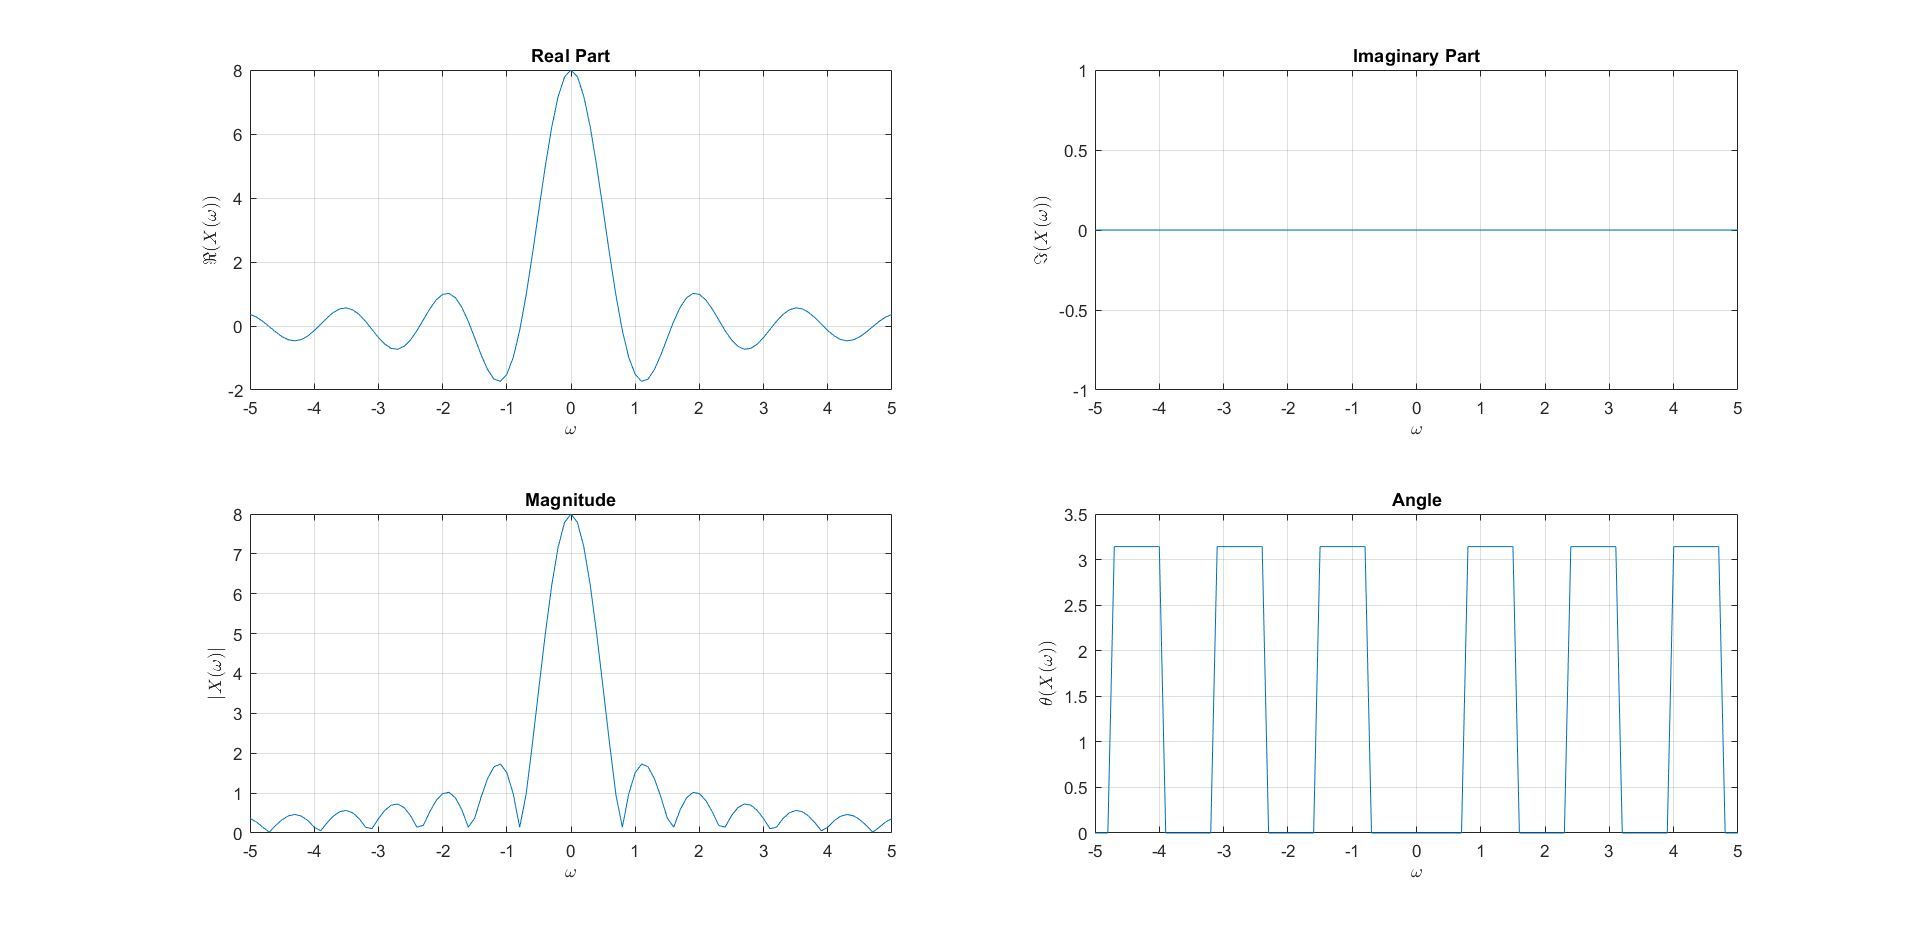 Real Part
8
6
4
2
0
-2
ℜ(X(ω))
-5 -4 -3 -2 -1 0 1 2 3 4 5
ω
Imaginary Part
1
0.5
0
-0.5
-1
ℑ(X(ω))
-5 -4 -3 -2 -1 0 1 2 3 4 5
ω
Magnitude
8
7
6
5
4
3
2
1
0
|X(ω)|
-5 -4 -3 -2 -1 0 1 2 3 4 5
ω
Angle
3.5
3
2.5
2
1.5
1
0.5
0
θ(X(ω))
-5 -4 -3 -2 -1 0 1 2 3 4 5
ω